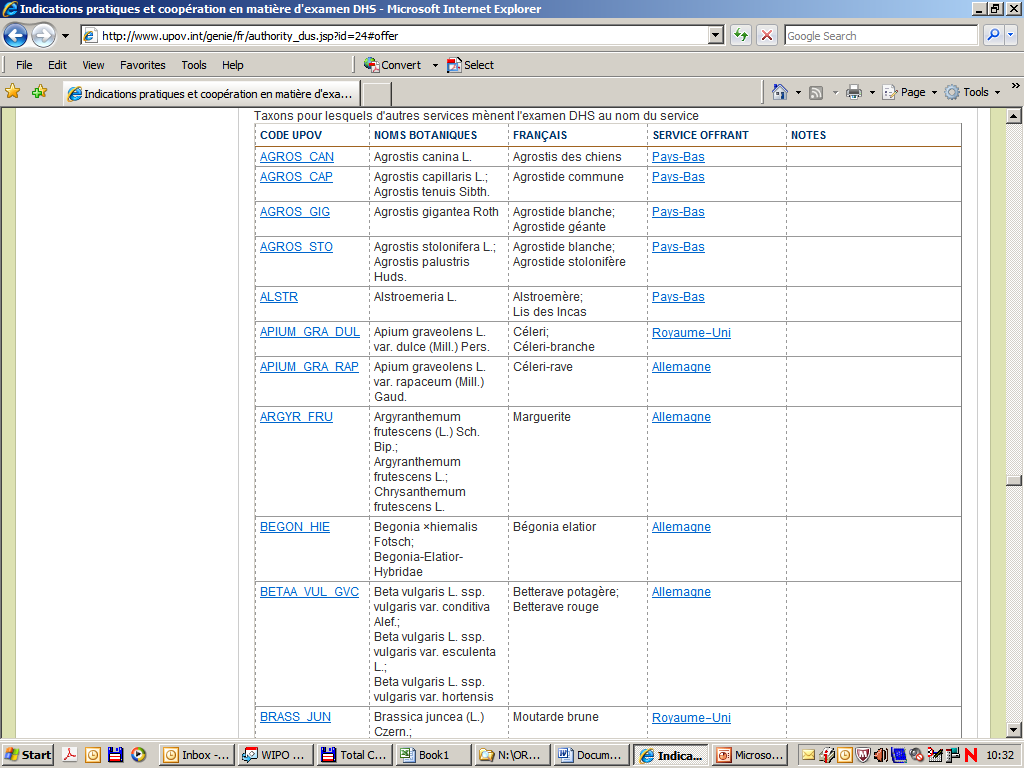 Indications pratiques et coopération en matière d'examen DHS - Microsoft Internet Explorer
http://www.upov.int/genie/fr/authority_dus.jsp?id=24#offer
Google Search
File Edit View Favorites Tools Help
Convert Select
Indications pratiques et coopération en matière d'exa...
Page Tools
Taxons pour lesquels d'autres services mènent l'examen DHS au nom du service
CODE UPOV NOMS BOTANIQUES FRANÇAIS SERVICE OFFRANT NOTES
AGROS_CAN Agrostis canina L. Agrostis des chiens Pays-Bas
AGROS_CAP Agrostis capillaris L.; Agrostide commune Pays-Bas
Agrostis tenuis Sibth.
AGROS_GIG Agrostis gigantea Roth Agrostide blanche; Pays-Bas
Agrostide géante
AGROS_STO Agrostis stolonifera L.; Agrostide blanche; Pays-Bas
Agrostis palustris Agrostide stolonifère
Huds.
ALSTR Alstroemeria L. Alstroemère; Pays-Bas
Lis des Incas
APIUM_GRA_DUL Apium graveolens L. Céleri; Royaume-Uni
var. dulce (Mill.) Pers. Céleri-branche
APIUM_GRA_RAP Apium graveolens L. Céleri-rave Allemagne
var. rapaceum (Mill.)
Gaud.
ARGYR_FRU Argyranthemum Marguerite Allemagne
frutescens (L.) Sch.
Bip.;
Argyranthemum
frutescens L.;
Chrysanthemum
frutescens L.
BEGON_HIE Begonia ×hiemalis Bégonia elatior Allemagne
Fotsch;
Begonia-Elatior-
Hybridae
BETAA_VUL_GVC Beta vulgaris L. ssp. Betterave potagère; Allemagne
vulgaris var. conditiva Betterave rouge
Alef.;
Beta vulgaris L. ssp.
vulgaris var. esculenta
L.;
Beta vulgaris L. ssp.
vulgaris var. hortensis
BRASS_JUN Brassica juncea (L.) Moutarde brune Royaume-Uni
Czern.;
Start Inbox -... WIPO ... Total C... Book1 N:\OR... Docum... Indica... Microso... 10:32